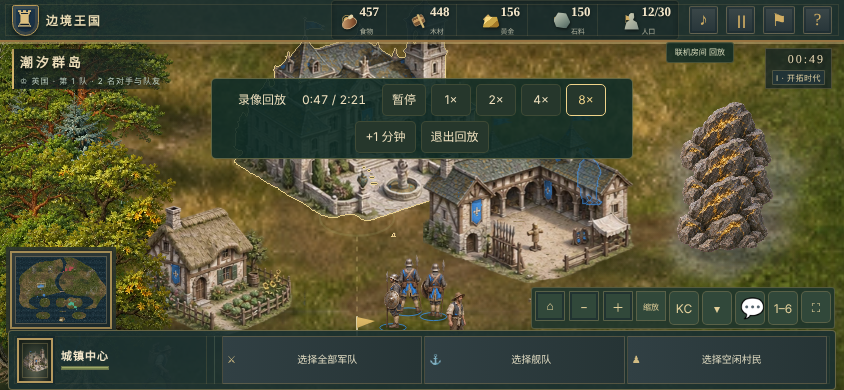 边境王国
457
食物
448
木材
156
黄金
150
石料
12/30
人口
?
联机房间 回放
潮汐群岛
英国 · 第 1 队 · 2 名对手与队友
00:49
I · 开拓时代
录像回放 0:47 / 2:21 暂停 1× 2× 4× 8×
+1 分钟 退出回放
− + 缩放 KC ▾ 1–6
城镇中心
选择全部军队
选择舰队
选择空闲村民